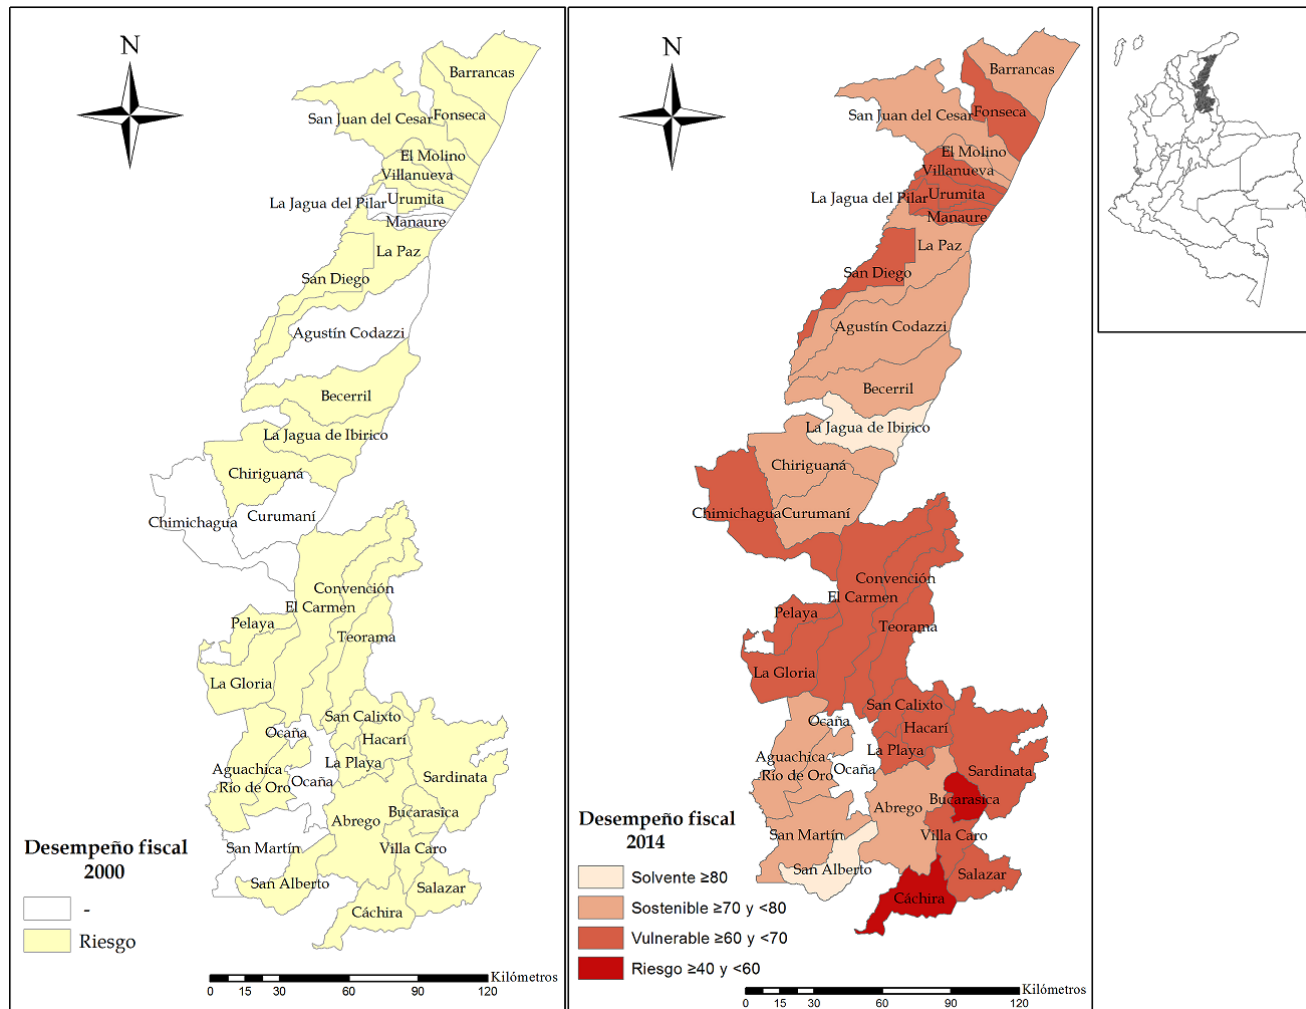 N
Barrancas
San Juan del Cesar
Fonseca
El Molino
Villanueva
La Jagua del Pilar
Urumita
Manaure
La Paz
San Diego
Agustín Codazzi
Becerril
La Jagua de Ibirico
Chiriguaná
Chimichagua
Curumaní
Convención
El Carmen
Pelaya
Teorama
La Gloria
San Calixto
Ocaña
Hacarí
La Playa
Aguachica
Río de Oro
Ocaña
Sardinata
Abrego
Bucarasica
San Martín
Villa Caro
San Alberto
Salazar
Cáchira
Desempeño fiscal
2000
-
Riesgo
Kilómetros
0 15 30 60 90 120
N
Barrancas
San Juan del Cesar
Fonseca
El Molino
Villanueva
La Jagua del Pilar
Urumita
Manaure
La Paz
San Diego
Agustín Codazzi
Becerril
La Jagua de Ibirico
Chiriguaná
Chimichagua
Curumaní
Convención
El Carmen
Pelaya
Teorama
La Gloria
San Calixto
Ocaña
Hacarí
La Playa
Aguachica
Río de Oro
Ocaña
Sardinata
Abrego
Bucarasica
San Martín
Villa Caro
San Alberto
Salazar
Cáchira
Desempeño fiscal
2014
Solvente ≥80
Sostenible ≥70 y <80
Vulnerable ≥60 y <70
Riesgo ≥40 y <60
Kilómetros
0 15 30 60 90 120